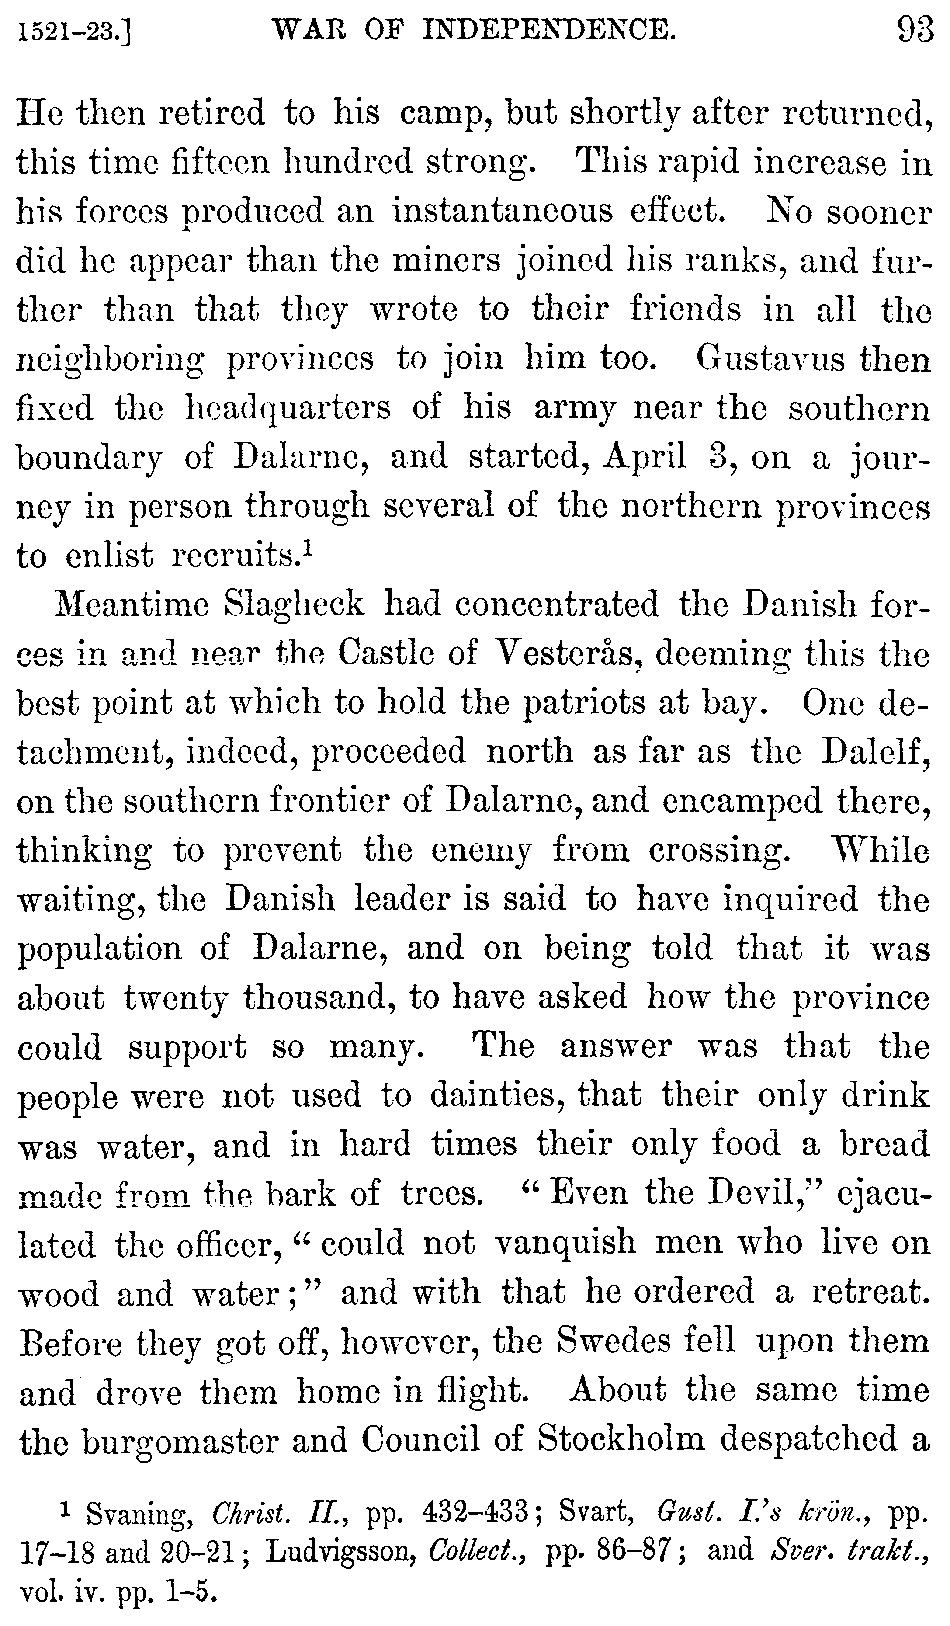 1521–23.] WAR OF INDEPENDENCE. 93
He then retired to his camp, but shortly after returned,
this time fifteen hundred strong. This rapid increase in
his forces produced an instantaneous effect. No sooner
did he appear than the miners joined his ranks, and fur-
ther than that they wrote to their friends in all the
neighboring provinces to join him too. Gustavus then
fixed the headquarters of his army near the southern
boundary of Dalarne, and started, April 3, on a jour-
ney in person through several of the northern provinces
to enlist recruits.¹
Meantime Slagheck had concentrated the Danish for-
ces in and near the Castle of Vesterås, deeming this the
best point at which to hold the patriots at bay. One de-
tachment, indeed, proceeded north as far as the Dalelf,
on the southern frontier of Dalarne, and encamped there,
thinking to prevent the enemy from crossing. While
waiting, the Danish leader is said to have inquired the
population of Dalarne, and on being told that it was
about twenty thousand, to have asked how the province
could support so many. The answer was that the
people were not used to dainties, that their only drink
was water, and in hard times their only food a bread
made from the bark of trees. “Even the Devil,” ejacu-
lated the officer, “could not vanquish men who live on
wood and water;” and with that he ordered a retreat.
Before they got off, however, the Swedes fell upon them
and drove them home in flight. About the same time
the burgomaster and Council of Stockholm despatched a
¹ Svaning, Christ. II., pp. 432–433; Svart, Gust. I.'s krön., pp.
17–18 and 20–21; Ludvigsson, Collect., pp. 86–87; and Sver. trakt.,
vol. iv. pp. 1–5.